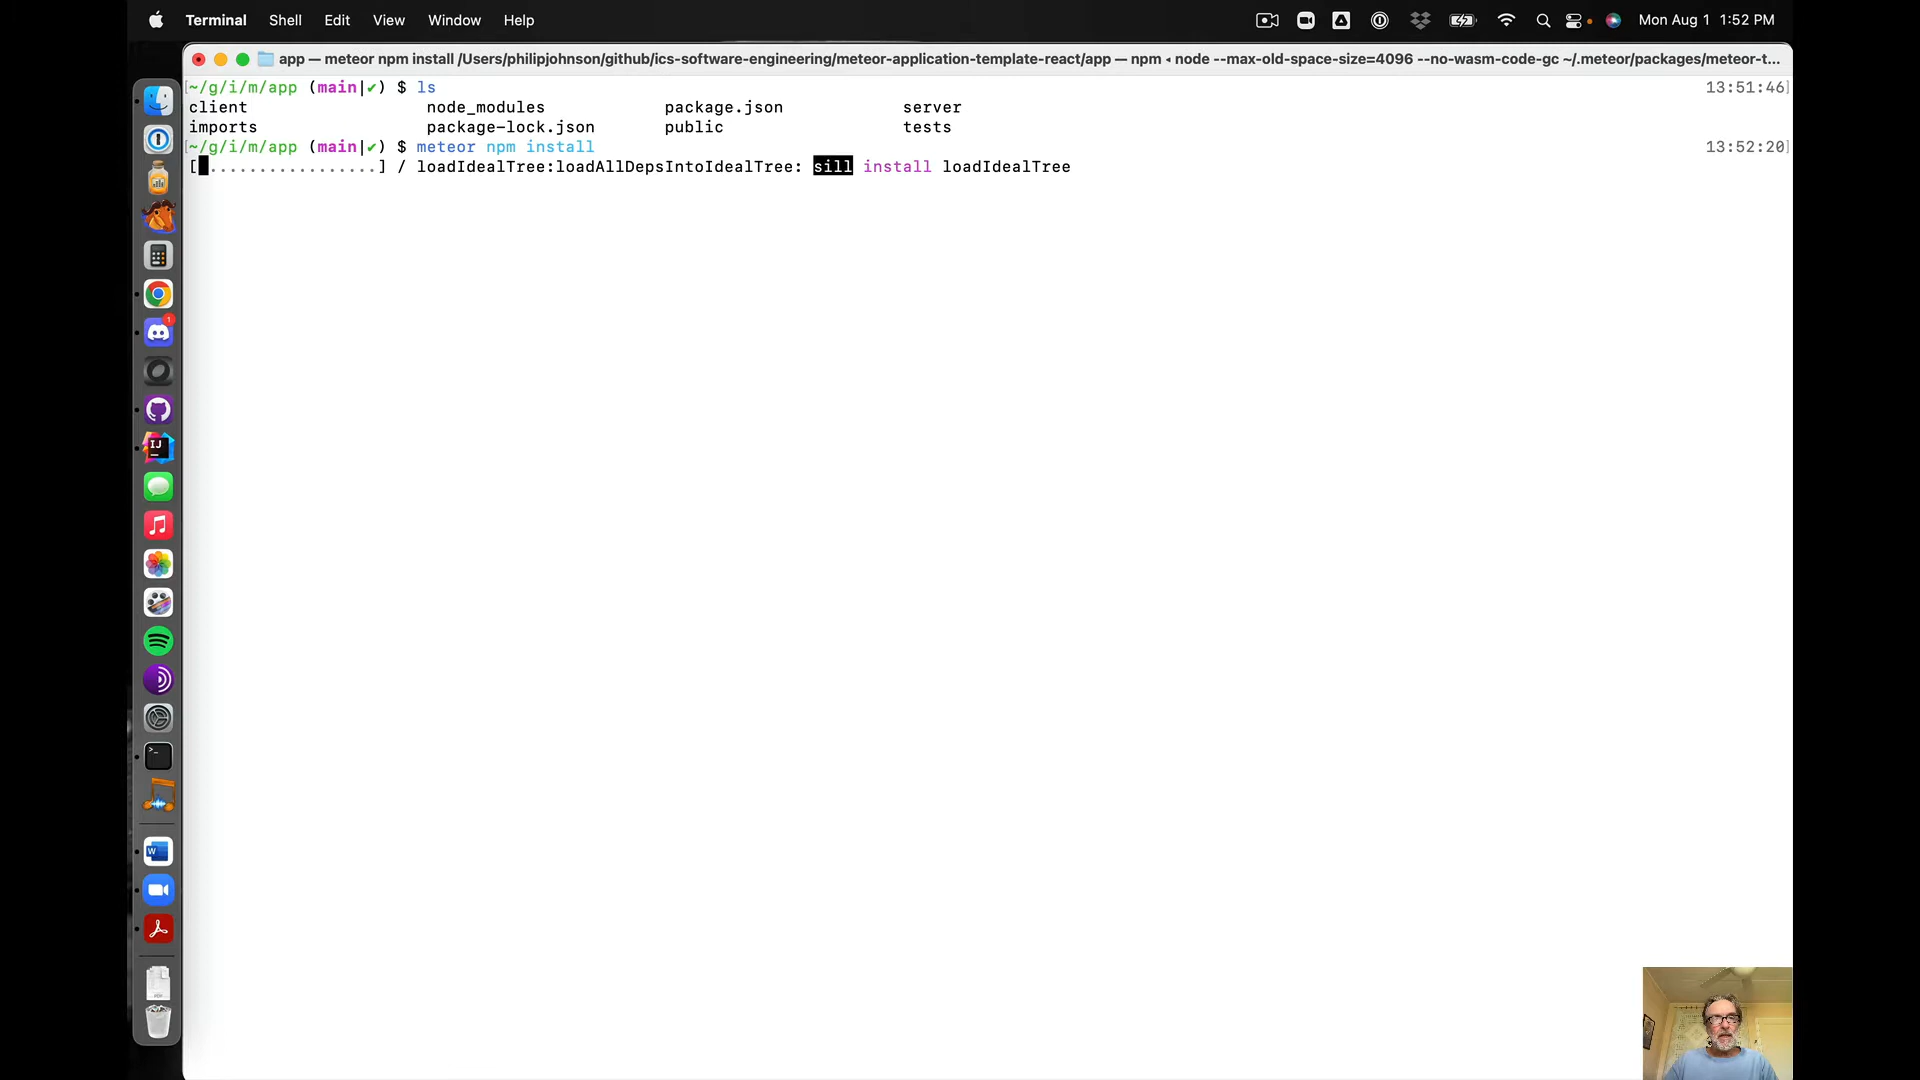 Terminal Shell Edit View Window Help Mon Aug 1 1:52 PM
app — meteor npm install /Users/philipjohnson/github/ics-software-engineering/meteor-application-template-react/app — npm ◂ node --max-old-space-size=4096 --no-wasm-code-gc ~/.meteor/packages/meteor-t...
[~/g/i/m/app (main|✔) $ ls 13:51:46]
client node_modules package.json server
imports package-lock.json public tests
[~/g/i/m/app (main|✔) $ meteor npm install 13:52:20]
[█.................] / loadIdealTree:loadAllDepsIntoIdealTree: sill install loadIdealTree
1
IJ
>_
W